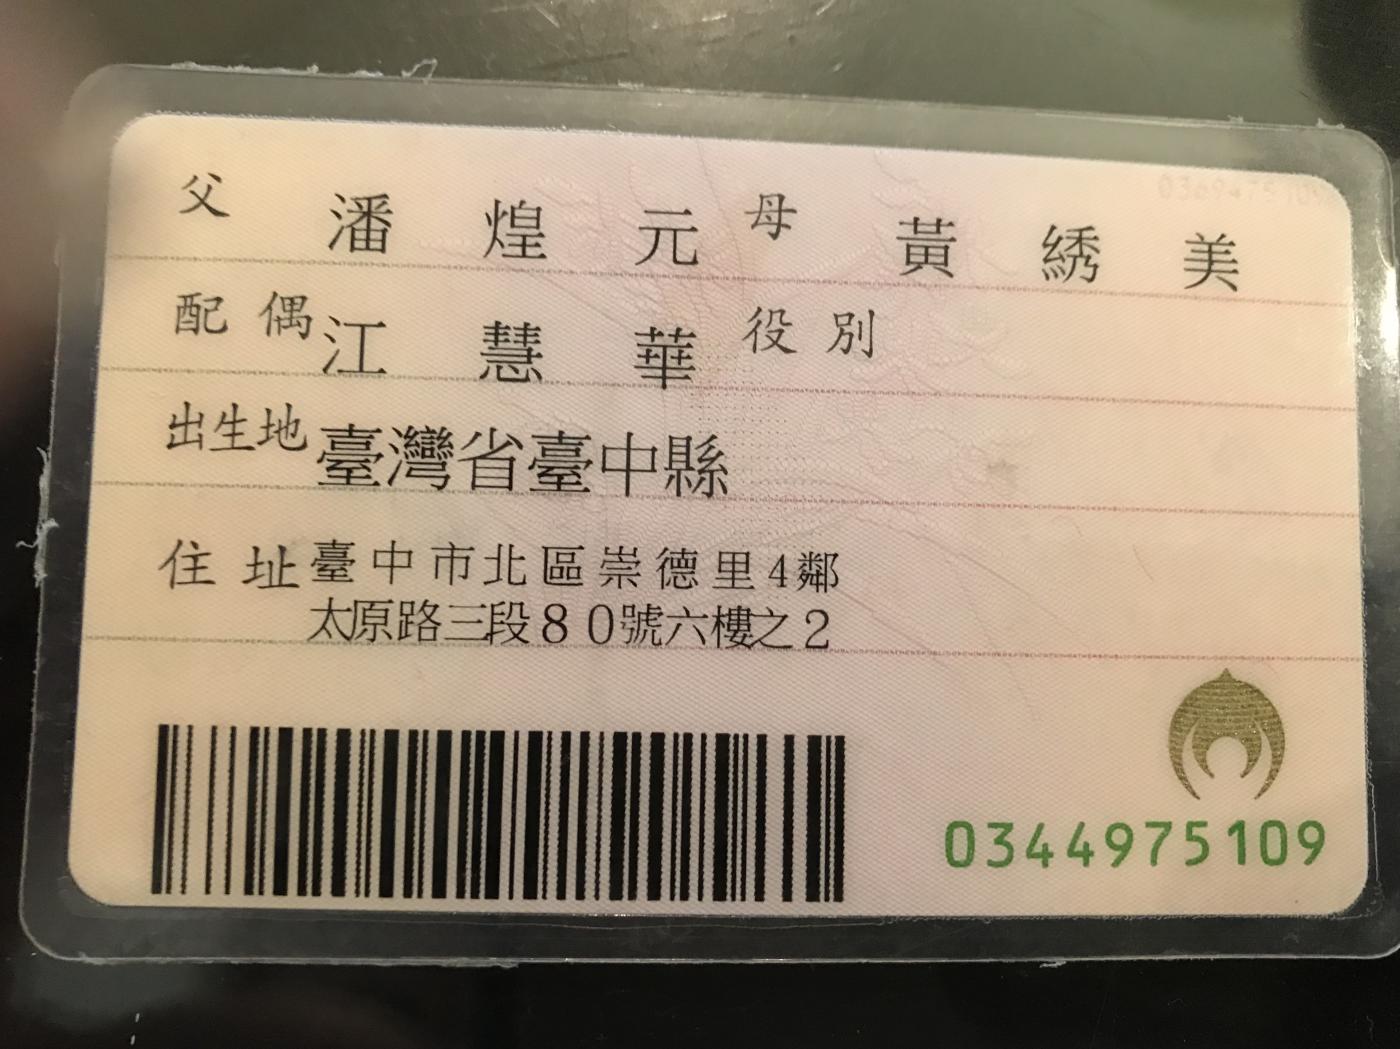 父 潘煌元 母 黃綉美
配偶 江慧華 役別
出生地 臺灣省臺中縣
住址 臺中市北區崇德里4鄰
太原路三段80號六樓之2
0344975109